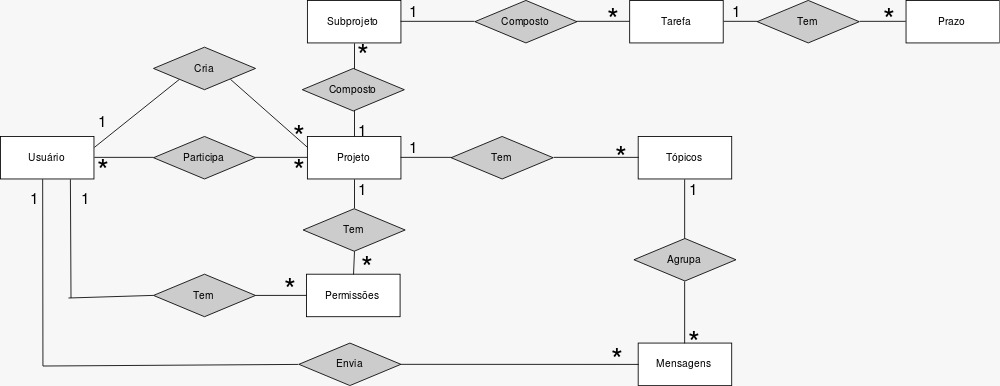 Subprojeto 1 Composto * Tarefa 1 Tem * Prazo
*
Cria
Composto
1 * 1
Usuário * Participa * Projeto 1 Tem * Tópicos
1 1 1 1
Tem
Agrupa
*
Tem * Permissões
*
Envia * Mensagens